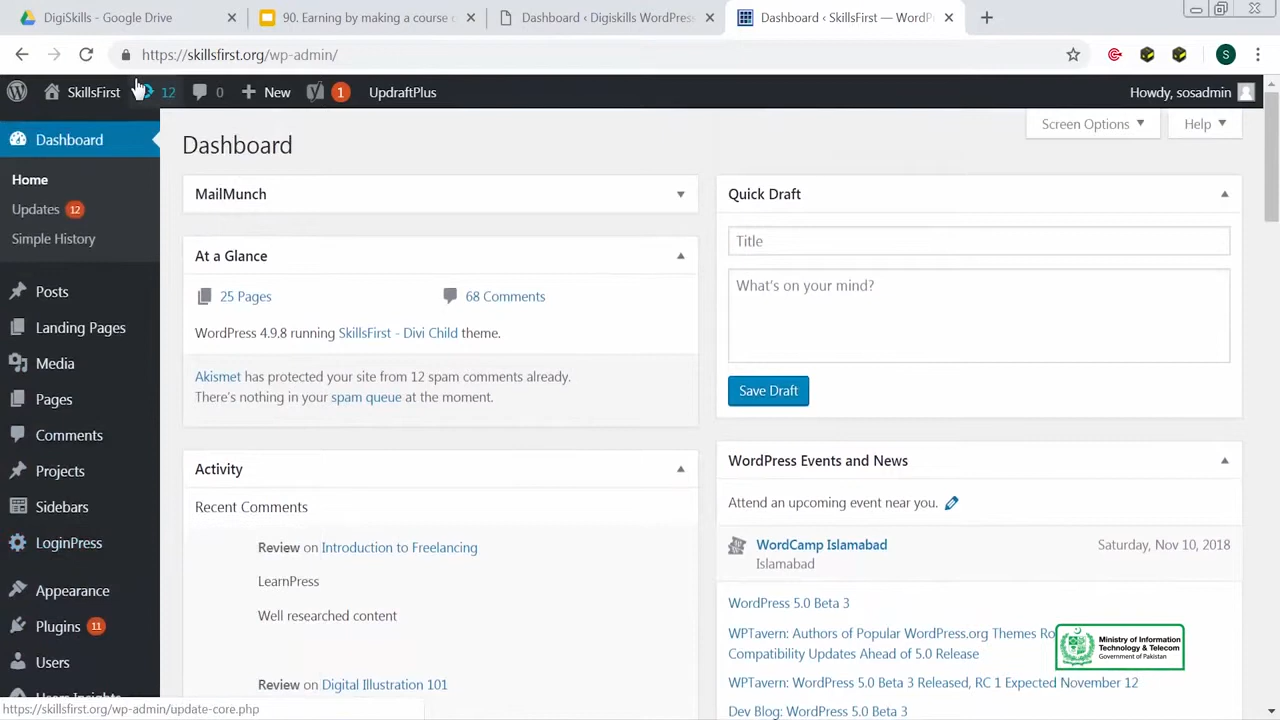 DigiSkills - Google Drive
90. Earning by making a course o
Dashboard ‹ Digiskills WordPress
Dashboard ‹ SkillsFirst — WordP
https://skillsfirst.org/wp-admin/
S
SkillsFirst
12
0
New
1
UpdraftPlus
Howdy, sosadmin
Dashboard
Home
Updates 12
Simple History
Posts
Landing Pages
Media
Pages
Comments
Projects
Sidebars
LoginPress
Appearance
Plugins 11
Users
Users Insights
https://skillsfirst.org/wp-admin/update-core.php
Screen Options
Help
Dashboard
MailMunch
At a Glance
25 Pages
68 Comments
WordPress 4.9.8 running SkillsFirst - Divi Child theme.
Akismet has protected your site from 12 spam comments already.
There's nothing in your spam queue at the moment.
Activity
Recent Comments
Review on Introduction to Freelancing
LearnPress
Well researched content
Review on Digital Illustration 101
Quick Draft
Title
What's on your mind?
Save Draft
WordPress Events and News
Attend an upcoming event near you.
WordCamp Islamabad
Saturday, Nov 10, 2018
Islamabad
WordPress 5.0 Beta 3
WPTavern: Authors of Popular WordPress.org Themes Ro
Compatibility Updates Ahead of 5.0 Release
WPTavern: WordPress 5.0 Beta 3 Released, RC 1 Expected November 12
Dev Blog: WordPress 5.0 Beta 3
Ministry of Information
Technology & Telecom
Government of Pakistan